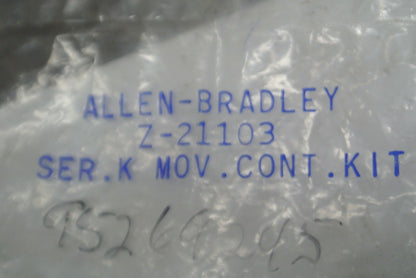 ALLEN-BRADLEY
Z-21103
SER.K MOV.CONT.KIT